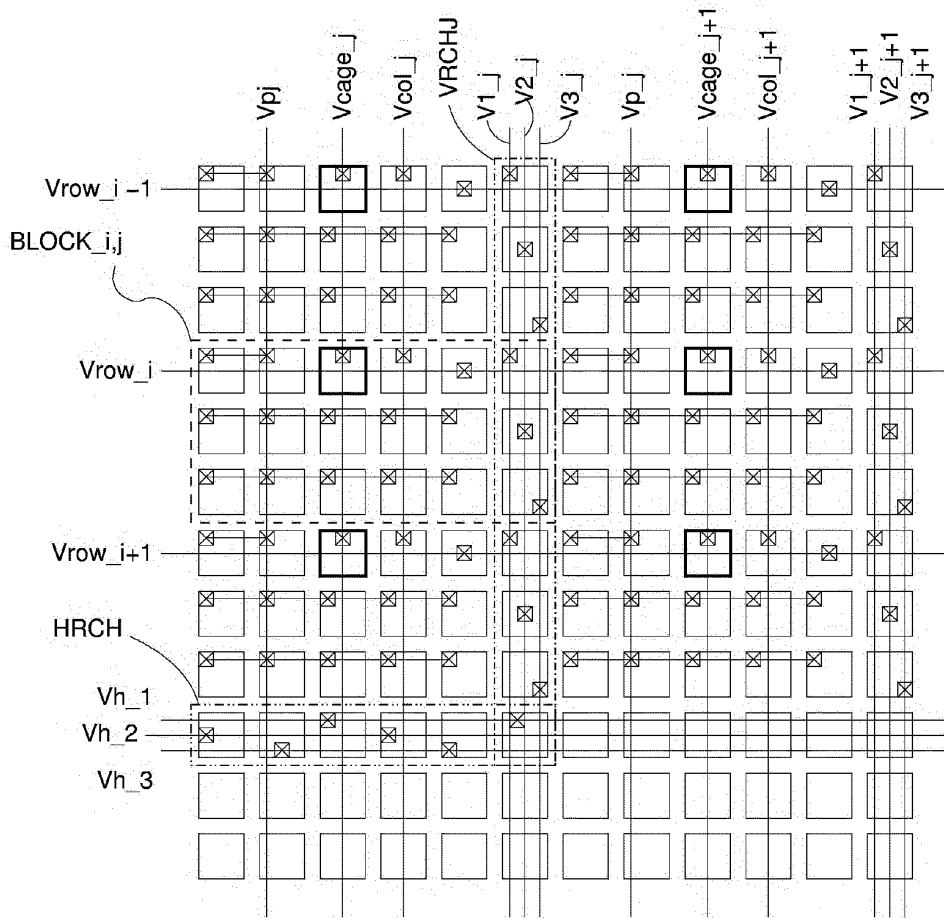 Vpj
Vcage_j
Vcol_j
VRCHJ
V1_j
V2_j
V3_j
Vp_j
Vcage_j+1
Vcol_j+1
V1_j+1
V2_j+1
V3_j+1
Vrow_i -1
BLOCK_i,j
Vrow_i
Vrow_i+1
HRCH
Vh_1
Vh_2
Vh_3